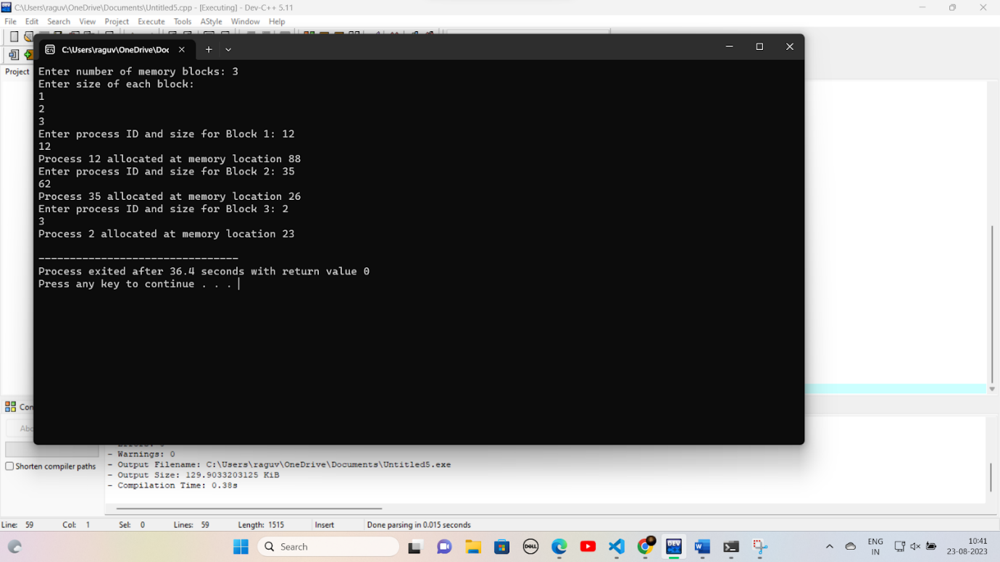 C:\Users\raguv\OneDrive\Documents\Untitled5.cpp - [Executing] - Dev-C++ 5.11
File Edit Search View Project Execute Tools AStyle Window Help
C:\Users\raguv\OneDrive\Doc
Project
Enter number of memory blocks: 3
Enter size of each block:
1
2
3
Enter process ID and size for Block 1: 12
12
Process 12 allocated at memory location 88
Enter process ID and size for Block 2: 35
62
Process 35 allocated at memory location 26
Enter process ID and size for Block 3: 2
3
Process 2 allocated at memory location 23
--------------------------------
Process exited after 36.4 seconds with return value 0
Press any key to continue . . .
- Warnings: 0
- Output Filename: C:\Users\raguv\OneDrive\Documents\Untitled5.exe
- Output Size: 129.9033203125 KiB
- Compilation Time: 0.38s
Shorten compiler paths
Line: 59 Col: 1 Sel: 0 Lines: 59 Length: 1515 Insert Done parsing in 0.015 seconds
Search
DELL
DEV
ENG
IN
10:41
23-08-2023